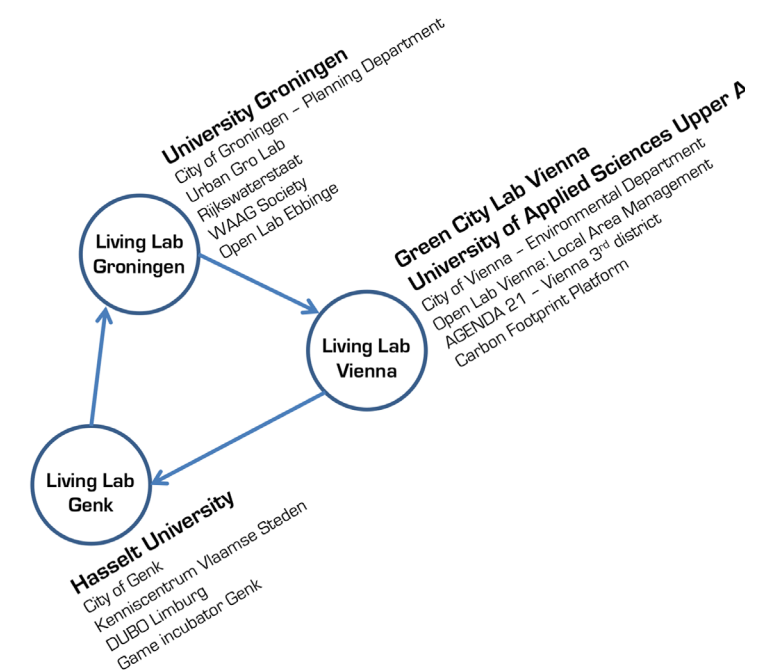 University Groningen
City of Groningen – Planning Department
Urban Gro Lab
Rijkswaterstaat
WAAG Society
Open Lab Ebbinge
Living Lab
Groningen
Green City Lab Vienna
University of Applied Sciences Upper A
City of Vienna – Environmental Department
Open Lab Vienna: Local Area Management
AGENDA 21 – Vienna 3rd district
Carbon Footprint Platform
Living Lab
Vienna
Living Lab
Genk
Hasselt University
City of Genk
Kenniscentrum Vlaamse Steden
DUBO Limburg
Game incubator Genk